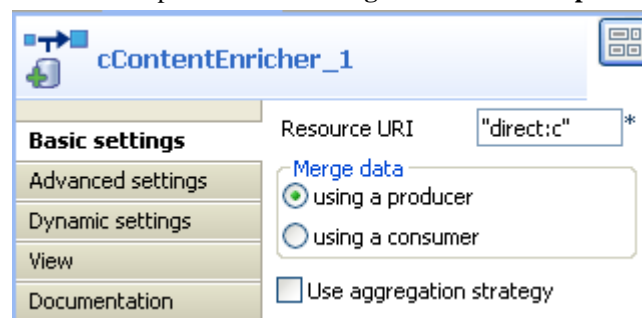 cContentEnricher_1
Basic settings
Advanced settings
Dynamic settings
View
Documentation
Resource URI "direct:c" *
Merge data
using a producer
using a consumer
Use aggregation strategy